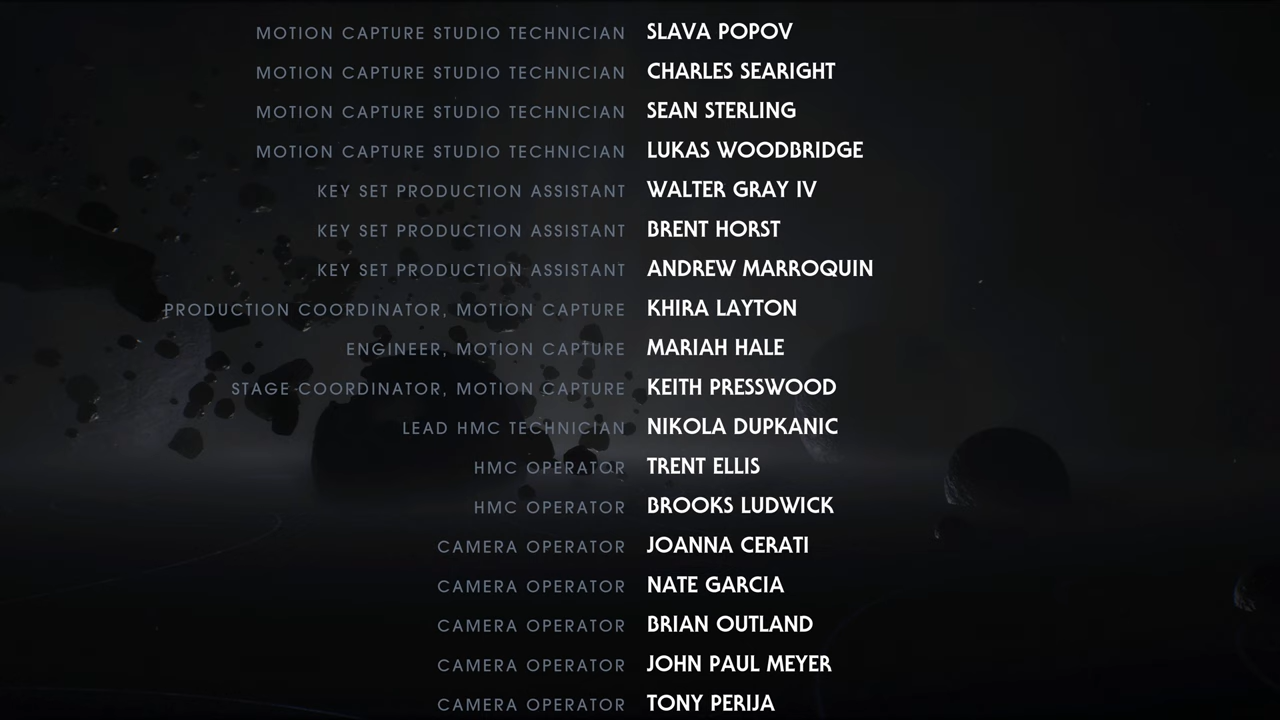 MOTION CAPTURE STUDIO TECHNICIAN SLAVA POPOV
MOTION CAPTURE STUDIO TECHNICIAN CHARLES SEARIGHT
MOTION CAPTURE STUDIO TECHNICIAN SEAN STERLING
MOTION CAPTURE STUDIO TECHNICIAN LUKAS WOODBRIDGE
KEY SET PRODUCTION ASSISTANT WALTER GRAY IV
KEY SET PRODUCTION ASSISTANT BRENT HORST
KEY SET PRODUCTION ASSISTANT ANDREW MARROQUIN
PRODUCTION COORDINATOR, MOTION CAPTURE KHIRA LAYTON
ENGINEER, MOTION CAPTURE MARIAH HALE
STAGE COORDINATOR, MOTION CAPTURE KEITH PRESSWOOD
LEAD HMC TECHNICIAN NIKOLA DUPKANIC
HMC OPERATOR TRENT ELLIS
HMC OPERATOR BROOKS LUDWICK
CAMERA OPERATOR JOANNA CERATI
CAMERA OPERATOR NATE GARCIA
CAMERA OPERATOR BRIAN OUTLAND
CAMERA OPERATOR JOHN PAUL MEYER
CAMERA OPERATOR TONY PERIJA